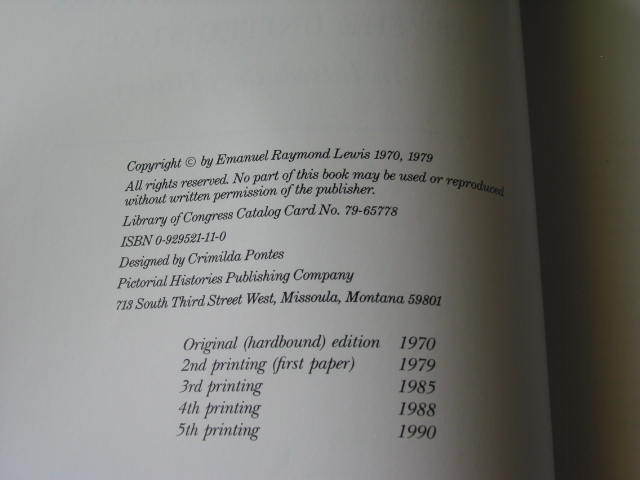 Copyright © by Emanuel Raymond Lewis 1970, 1979
All rights reserved. No part of this book may be used or reproduced
without written permission of the publisher.
Library of Congress Catalog Card No. 79-65778
ISBN 0-929521-11-0
Designed by Crimilda Pontes
Pictorial Histories Publishing Company
713 South Third Street West, Missoula, Montana 59801
Original (hardbound) edition 1970
2nd printing (first paper) 1979
3rd printing 1985
4th printing 1988
5th printing 1990